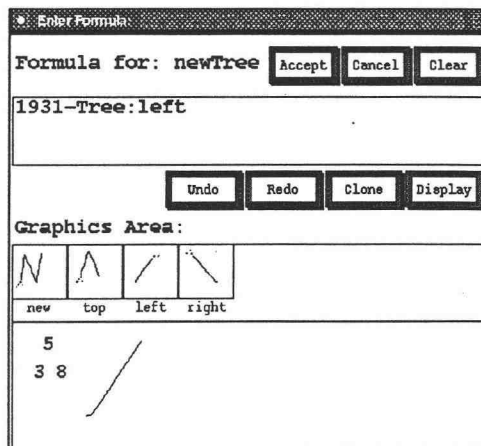 Enter Formula:
Formula for: newTree Accept Cancel Clear
1931-Tree:left
Undo Redo Clone Display
Graphics Area:
new top left right
5
3 8